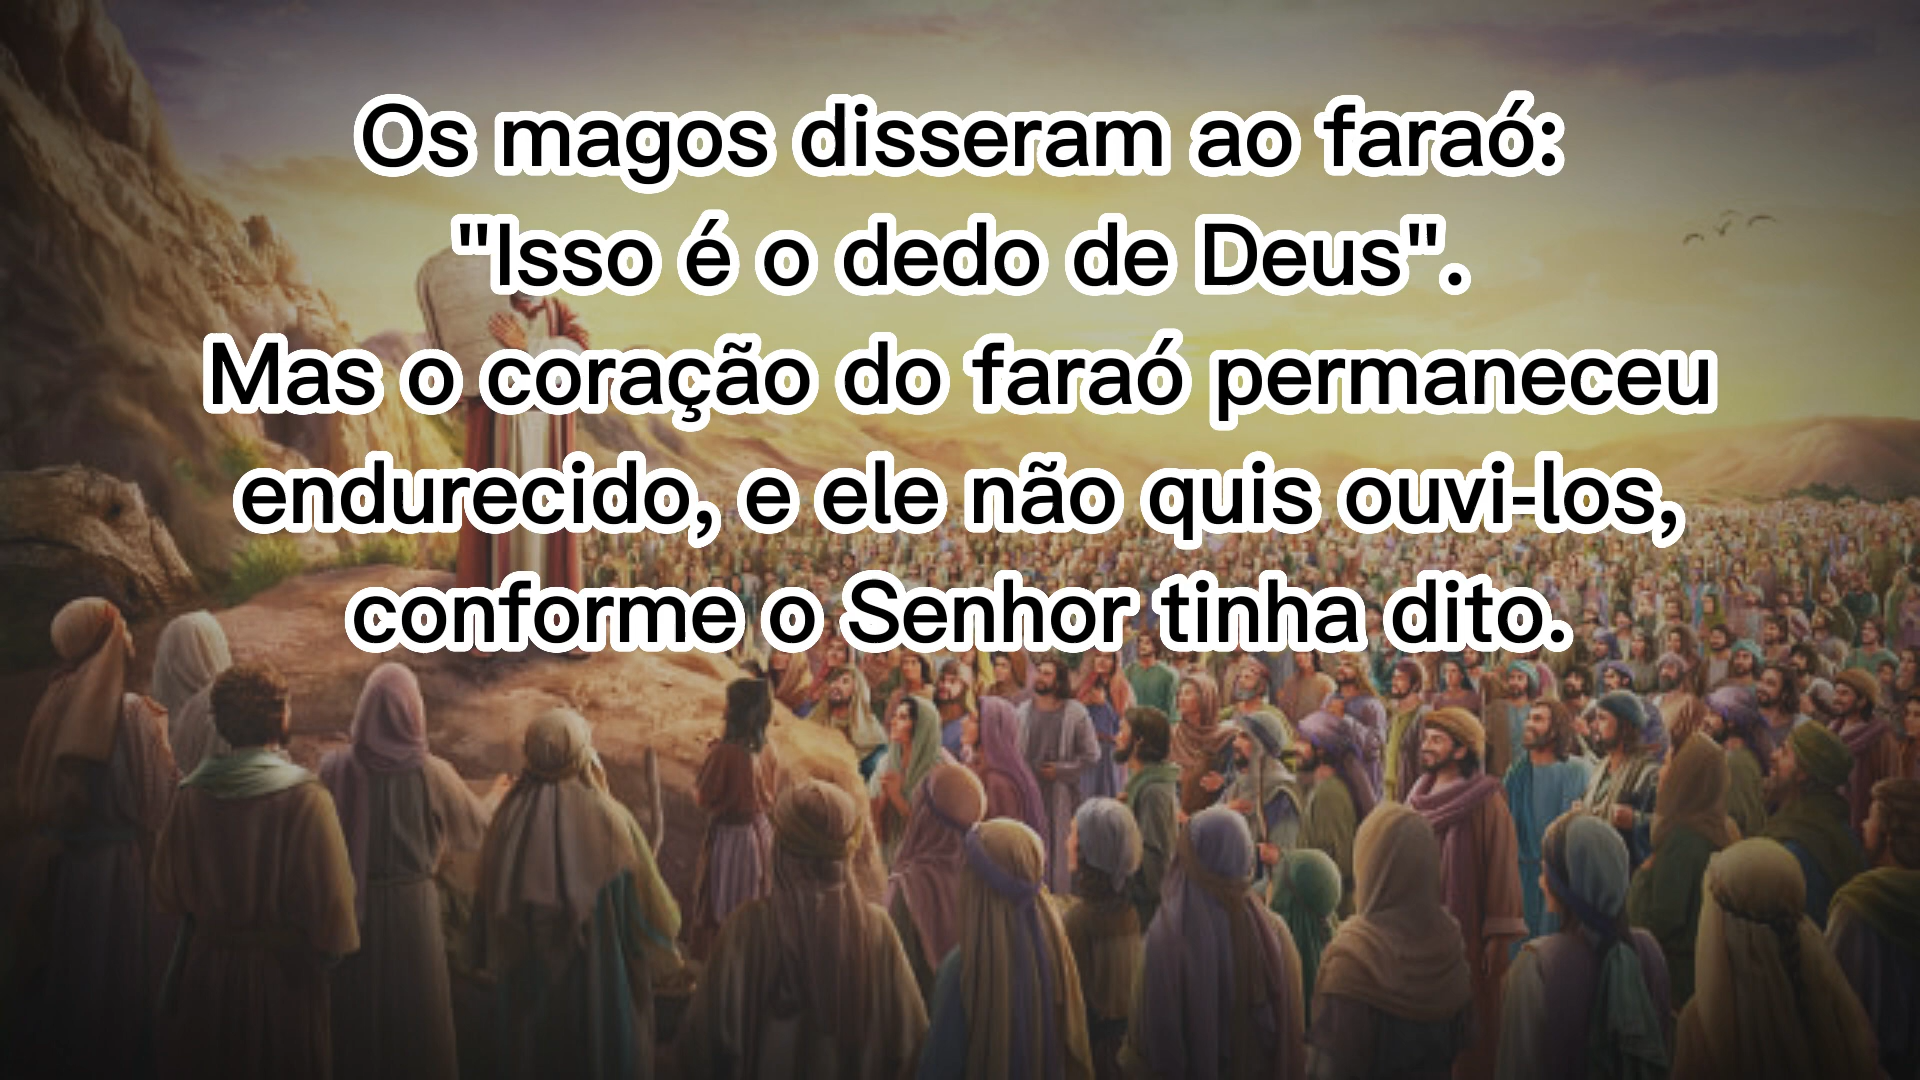 Os magos disseram ao faraó:
"Isso é o dedo de Deus".
Mas o coração do faraó permaneceu
endurecido, e ele não quis ouvi-los,
conforme o Senhor tinha dito.